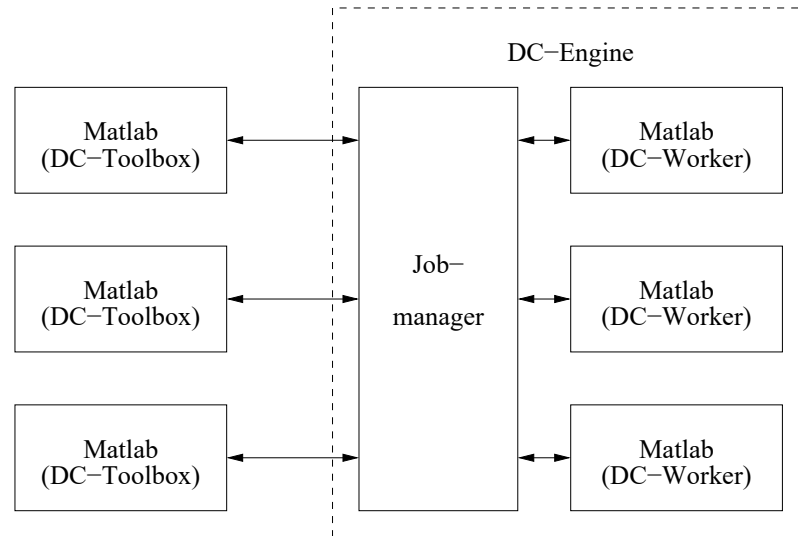 DC−Engine
Matlab
(DC−Toolbox)
Matlab
(DC−Worker)
Matlab
(DC−Toolbox)
Job−
manager
Matlab
(DC−Worker)
Matlab
(DC−Toolbox)
Matlab
(DC−Worker)